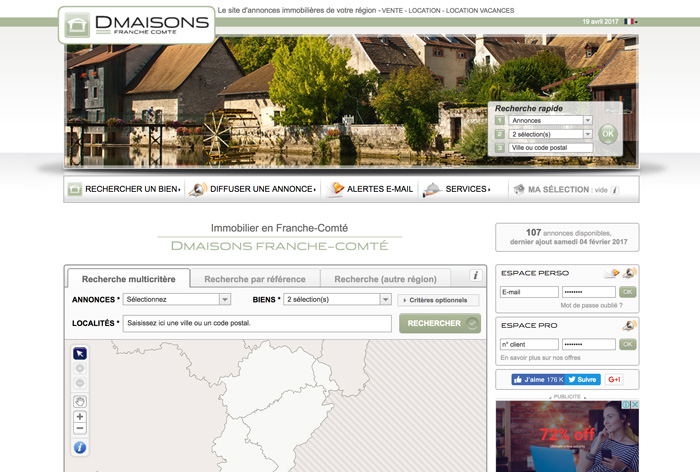 DMAISONS
FRANCHE COMTE
Le site d'annonces immobilières de votre région - VENTE - LOCATION - LOCATION VACANCES
19 avril 2017
Recherche rapide
1 Annonces
2 2 sélection(s)
3 Ville ou code postal
OK
RECHERCHER UN BIEN
DIFFUSER UNE ANNONCE
ALERTES E-MAIL
SERVICES
MA SÉLECTION : vide i
Immobilier en Franche-Comté
DMAISONS FRANCHE-COMTÉ
107 annonces disponibles,
dernier ajout samedi 04 février 2017
Recherche multicritère
Recherche par référence
Recherche (autre région)
i
ANNONCES * Sélectionnez
BIENS * 2 sélection(s)
Critères optionnels
LOCALITÉS * Saisissez ici une ville ou un code postal.
RECHERCHER
i
ESPACE PERSO
E-mail
••••••••
OK
Mot de passe oublié ?
ESPACE PRO
n° client
••••••••
OK
En savoir plus sur nos offres
J'aime 176 K
Suivre
G+1
PUBLICITE
72% off